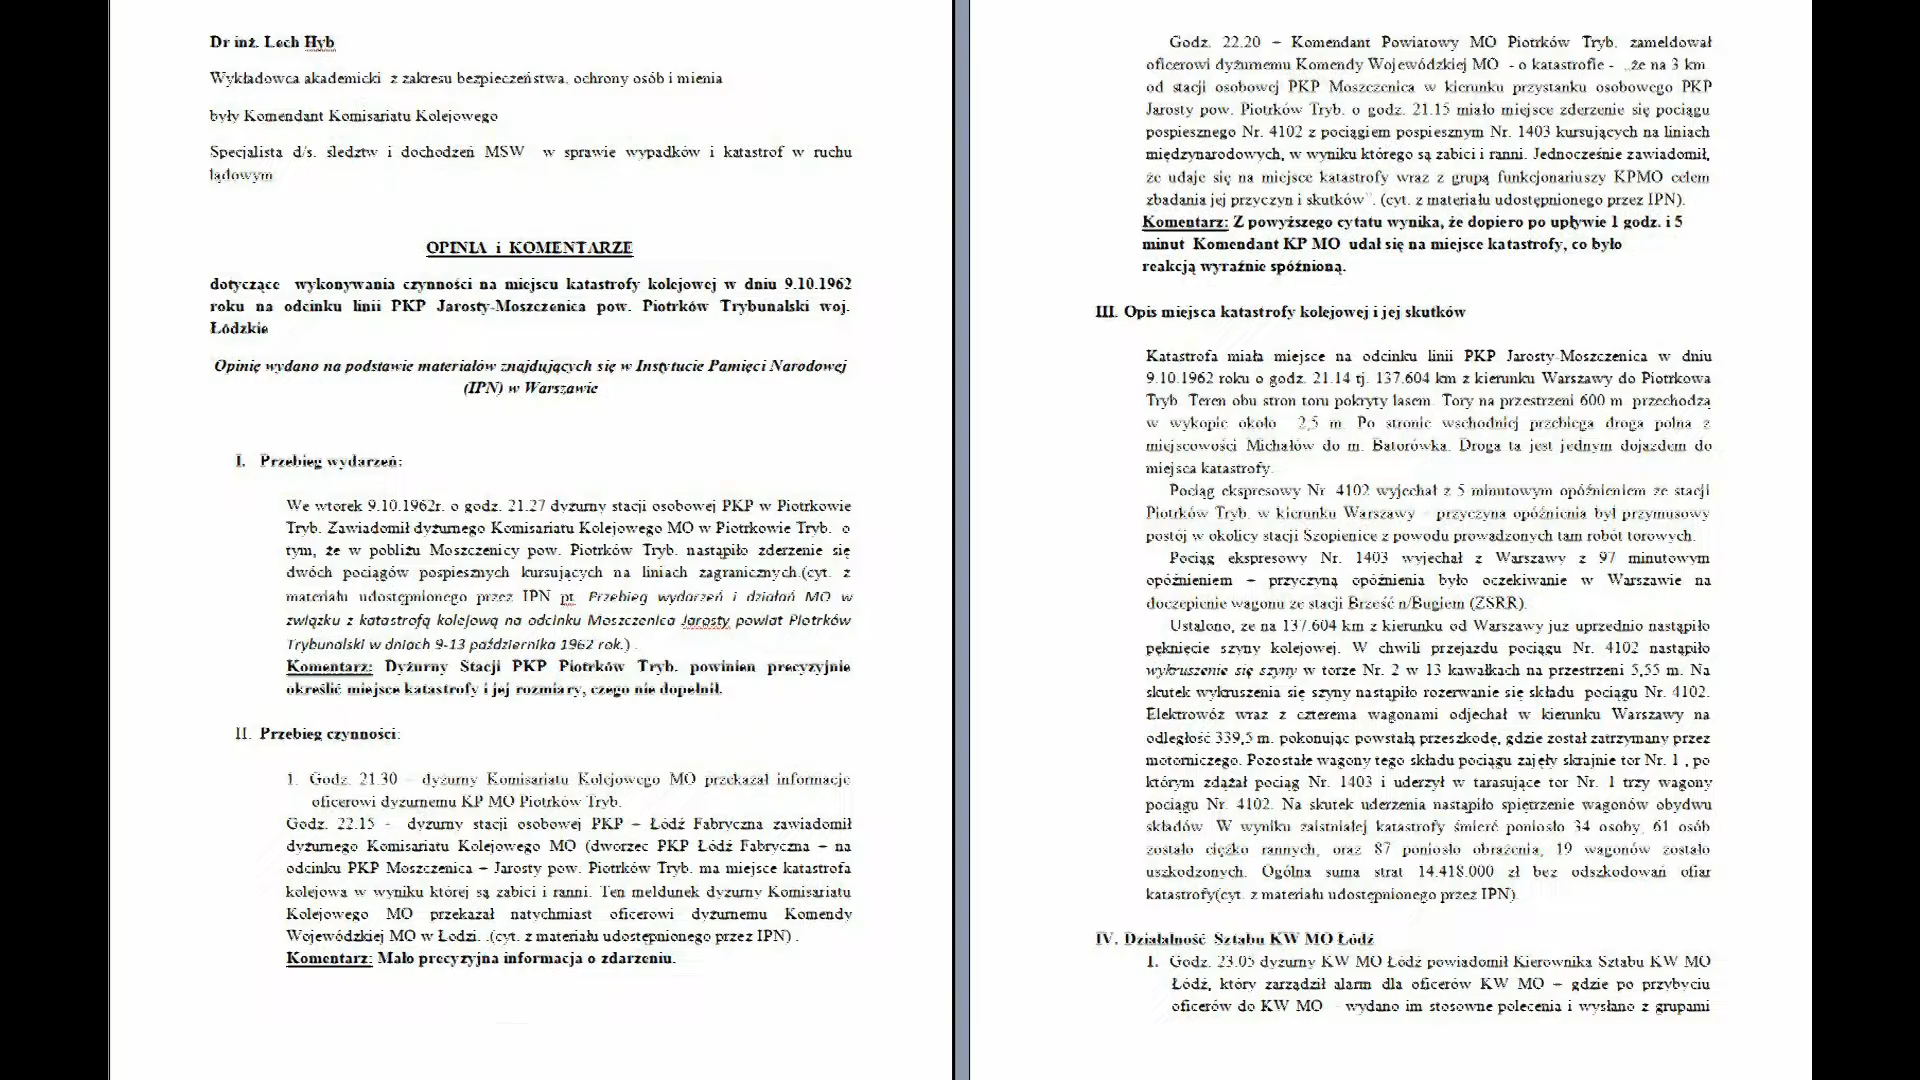 Dr inż. Lech Hyb
Wykładowca akademicki z zakresu bezpieczeństwa, ochrony osób i mienia
były Komendant Komisariatu Kolejowego
Specjalista d/s. śledztw i dochodzeń MSW w sprawie wypadków i katastrof w ruchu
lądowym
OPINIA i KOMENTARZE
dotyczące wykonywania czynności na miejscu katastrofy kolejowej w dniu 9.10.1962
roku na odcinku linii PKP Jarosty-Moszczenica pow. Piotrków Trybunalski woj.
Łódzkie
Opinię wydano na podstawie materiałów znajdujących się w Instytucie Pamięci Narodowej
(IPN) w Warszawie
I. Przebieg wydarzeń:
We wtorek 9.10.1962r. o godz. 21.27 dyżurny stacji osobowej PKP w Piotrkowie
Tryb. Zawiadomił dyżurnego Komisariatu Kolejowego MO w Piotrkowie Tryb. o
tym, że w pobliżu Moszczenicy pow. Piotrków Tryb. nastąpiło zderzenie się
dwóch pociągów pospiesznych kursujących na liniach zagranicznych.(cyt. z
materiału udostępnionego przez IPN pt. Przebieg wydarzeń i działań MO w
związku z katastrofą kolejową na odcinku Moszczenica Jarosty powiat Piotrków
Trybunalski w dniach 9-13 października 1962 rok.) .
Komentarz: Dyżurny Stacji PKP Piotrków Tryb. powinien precyzyjnie
określić miejsce katastrofy i jej rozmiary, czego nie dopełnił.
II. Przebieg czynności:
1. Godz. 21.30 – dyżurny Komisariatu Kolejowego MO przekazał informację
oficerowi dyżurnemu KP MO Piotrków Tryb.
Godz. 22.15 – dyżurny stacji osobowej PKP – Łódź Fabryczna zawiadomił
dyżurnego Komisariatu Kolejowego MO (dworzec PKP Łódź Fabryczna – na
odcinku PKP Moszczenica – Jarosty pow. Piotrków Tryb. ma miejsce katastrofa
kolejowa w wyniku której są zabici i ranni. Ten meldunek dyżurny Komisariatu
Kolejowego MO przekazał natychmiast oficerowi dyżurnemu Komendy
Wojewódzkiej MO w Łodzi. .(cyt. z materiału udostępnionego przez IPN) .
Komentarz: Mało precyzyjna informacja o zdarzeniu.
Godz. 22.20 – Komendant Powiatowy MO Piotrków Tryb. zameldował
oficerowi dyżurnemu Komendy Wojewódzkiej MO - o katastrofie - „że na 3 km
od stacji osobowej PKP Moszczenica w kierunku przystanku osobowego PKP
Jarosty pow. Piotrków Tryb. o godz. 21.15 miało miejsce zderzenie się pociągu
pospiesznego Nr. 4102 z pociągiem pospiesznym Nr. 1403 kursujących na liniach
międzynarodowych, w wyniku którego są zabici i ranni. Jednocześnie zawiadomił,
że udaje się na miejsce katastrofy wraz z grupą funkcjonariuszy KPMO celem
zbadania jej przyczyn i skutków”. (cyt. z materiału udostępnionego przez IPN).
Komentarz: Z powyższego cytatu wynika, że dopiero po upływie 1 godz. i 5
minut Komendant KP MO udał się na miejsce katastrofy, co było
reakcją wyraźnie spóźnioną.
III. Opis miejsca katastrofy kolejowej i jej skutków
Katastrofa miała miejsce na odcinku linii PKP Jarosty-Moszczenica w dniu
9.10.1962 roku o godz. 21.14 tj. 137.604 km z kierunku Warszawy do Piotrkowa
Tryb. Teren obu stron toru pokryty lasem. Tory na przestrzeni 600 m przechodzą
w wykopie około 2,5 m. Po stronie wschodniej przebiega droga polna z
miejscowości Michałów do m. Batorówka. Droga ta jest jednym dojazdem do
miejsca katastrofy.
Pociąg ekspresowy Nr. 4102 wyjechał z 5 minutowym opóźnieniem ze stacji
Piotrków Tryb. w kierunku Warszawy – przyczyna opóźnienia był przymusowy
postój w okolicy stacji Szopienice z powodu prowadzonych tam robót torowych.
Pociąg ekspresowy Nr. 1403 wyjechał z Warszawy z 97 minutowym
opóźnieniem – przyczyną opóźnienia było oczekiwanie w Warszawie na
doczepienie wagonu ze stacji Brześć n/Bugiem (ZSRR).
Ustalono, ze na 137.604 km z kierunku od Warszawy już uprzednio nastąpiło
pęknięcie szyny kolejowej. W chwili przejazdu pociągu Nr. 4102 nastąpiło
wykruszenie się szyny w torze Nr. 2 w 13 kawałkach na przestrzeni 5,55 m. Na
skutek wykruszenia się szyny nastąpiło rozerwanie się składu pociągu Nr. 4102.
Elektrowóz wraz z czterema wagonami odjechał w kierunku Warszawy na
odległość 339,5 m. pokonując powstałą przeszkodę, gdzie został zatrzymany przez
motorniczego. Pozostałe wagony tego składu pociągu zajęły skrajnie tor Nr. 1 , po
którym zdążał pociąg Nr. 1403 i uderzył w tarasujące tor Nr. 1 trzy wagony
pociągu Nr. 4102. Na skutek uderzenia nastąpiło spiętrzenie wagonów obydwu
składów. W wyniku zaistniałej katastrofy śmierć poniosło 34 osoby, 61 osób
zostało ciężko rannych, oraz 87 poniosło obrażenia, 19 wagonów zostało
uszkodzonych. Ogólna suma strat 14.418.000 zł bez odszkodowań ofiar
katastrofy(cyt. z materiału udostępnionego przez IPN).
IV. Działalność Sztabu KW MO Łódź
1. Godz. 23.05 dyżurny KW MO Łódź powiadomił Kierownika Sztabu KW MO
Łódź, który zarządził alarm dla oficerów KW MO – gdzie po przybyciu
oficerów do KW MO – wydano im stosowne polecenia i wysłano z grupami